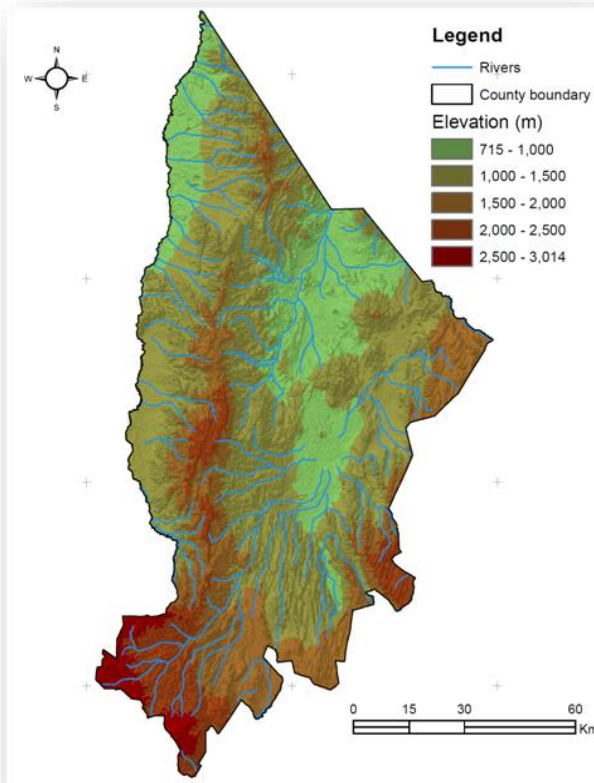 Legend
Rivers
County boundary
Elevation (m)
715 - 1,000
1,000 - 1,500
1,500 - 2,000
2,000 - 2,500
2,500 - 3,014
N
W E
S
0 15 30 60
Km